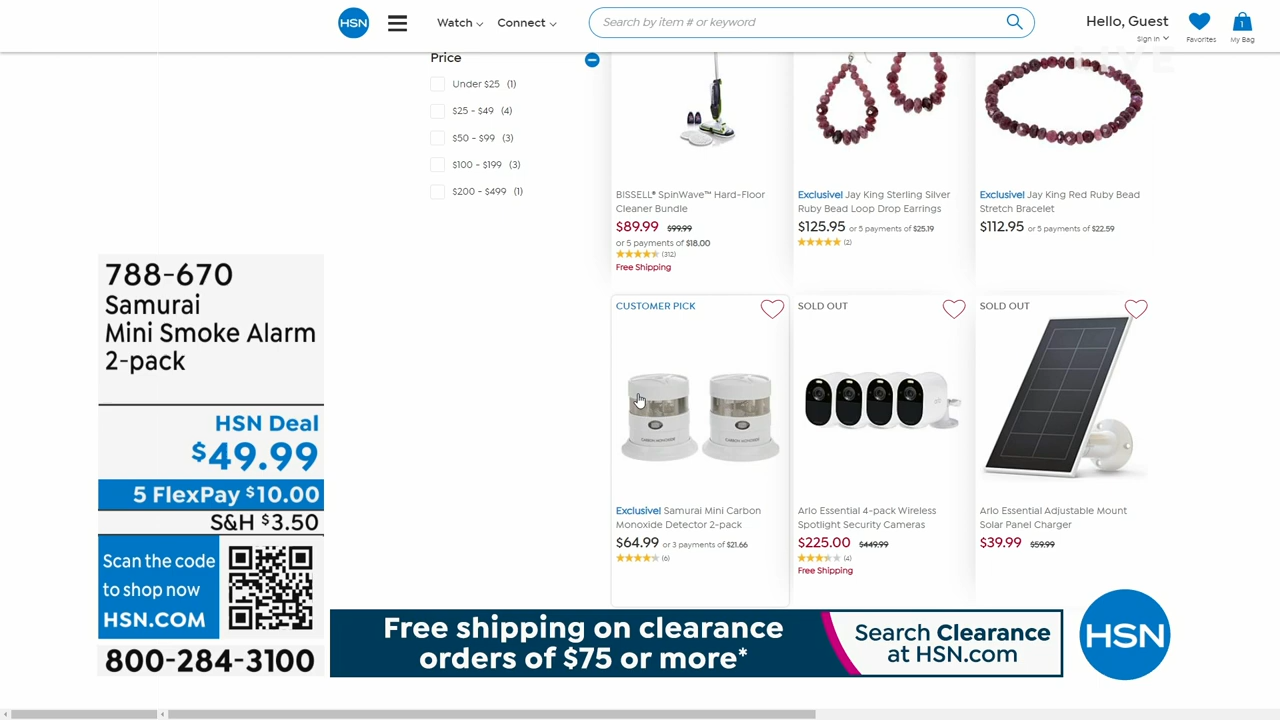 HSN
Watch
Connect
Search by item # or keyword
Hello, Guest
Sign in
Favorites
1
My Bag
LIVE
Price
Under $25 (1)
$25 - $49 (4)
$50 - $99 (3)
$100 - $199 (3)
$200 - $499 (1)
BISSELL® SpinWave™ Hard-Floor
Cleaner Bundle
$89.99 $99.99
or 5 payments of $18.00
(312)
Free Shipping
Exclusive! Jay King Sterling Silver
Ruby Bead Loop Drop Earrings
$125.95 or 5 payments of $25.19
(2)
Exclusive! Jay King Red Ruby Bead
Stretch Bracelet
$112.95 or 5 payments of $22.59
788-670
Samurai
Mini Smoke Alarm
2-pack
HSN Deal
$49.99
5 FlexPay $10.00
S&H $3.50
Scan the code
to shop now
HSN.COM
800-284-3100
CUSTOMER PICK
CARBON MONOXIDE
CARBON MONOXIDE
Exclusive! Samurai Mini Carbon
Monoxide Detector 2-pack
$64.99 or 3 payments of $21.66
(6)
SOLD OUT
Arlo Essential 4-pack Wireless
Spotlight Security Cameras
$225.00 $449.99
(4)
Free Shipping
SOLD OUT
Arlo Essential Adjustable Mount
Solar Panel Charger
$39.99 $59.99
Free shipping on clearance
orders of $75 or more*
Search Clearance
at HSN.com
HSN